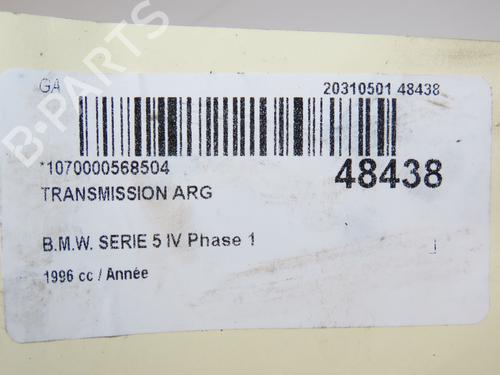 B-PARTS
GA
20310501 48438
*1070000568504
48438
TRANSMISSION ARG
B.M.W. SERIE 5 IV Phase 1
1996 cc / Année